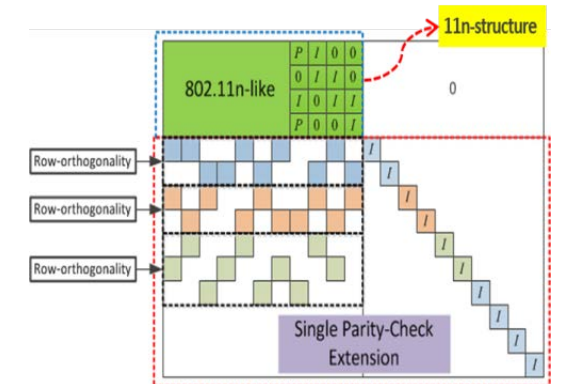 11n-structure
802.11n-like
P I 0 0
0 I I 0
I 0 I I
P 0 0 I
0
Row-orthogonality
Row-orthogonality
Row-orthogonality
I
I
I
I
I
I
I
I
I
I
Single Parity-Check
Extension